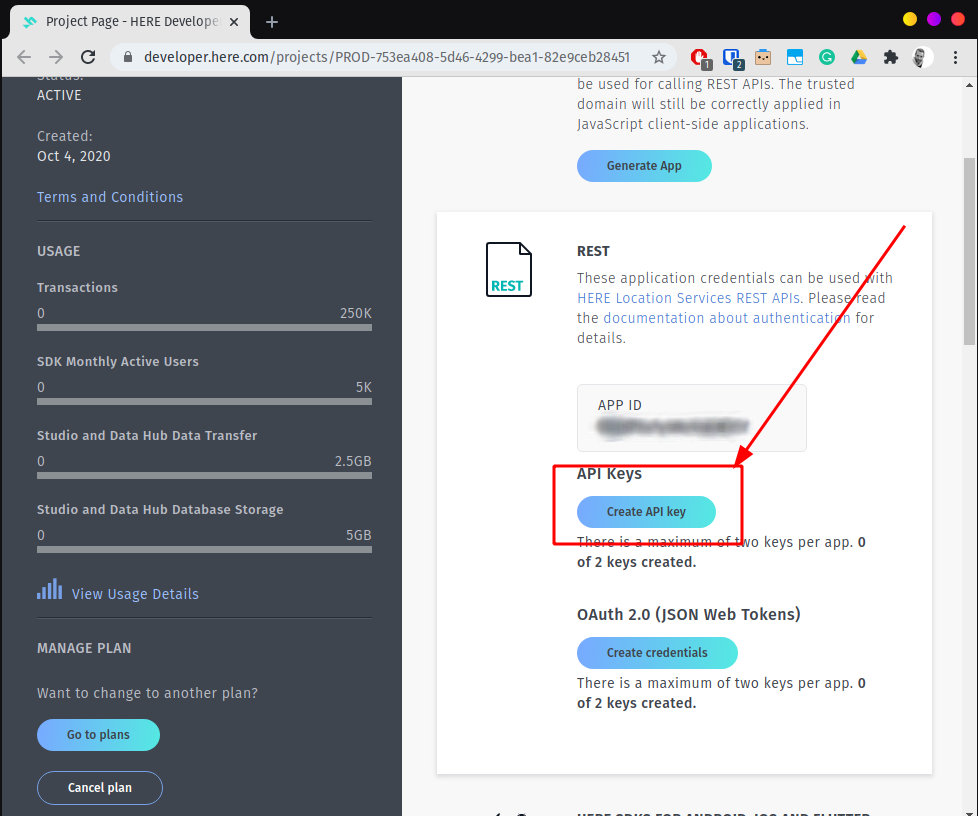 Project Page - HERE Develope
developer.here.com/projects/PROD-753ea408-5d46-4299-bea1-82e9ceb28451
1
2
Status:
ACTIVE
Created:
Oct 4, 2020
Terms and Conditions
USAGE
Transactions
0 250K
SDK Monthly Active Users
0 5K
Studio and Data Hub Data Transfer
0 2.5GB
Studio and Data Hub Database Storage
0 5GB
View Usage Details
MANAGE PLAN
Want to change to another plan?
Go to plans
Cancel plan
be used for calling REST APIs. The trusted
domain will still be correctly applied in
JavaScript client-side applications.
Generate App
REST
REST
These application credentials can be used with
HERE Location Services REST APIs. Please read
the documentation about authentication for
details.
APP ID
API Keys
Create API key
There is a maximum of two keys per app. 0
of 2 keys created.
OAuth 2.0 (JSON Web Tokens)
Create credentials
There is a maximum of two keys per app. 0
of 2 keys created.
HERE SDKS FOR ANDROID, IOS AND FLUTTER